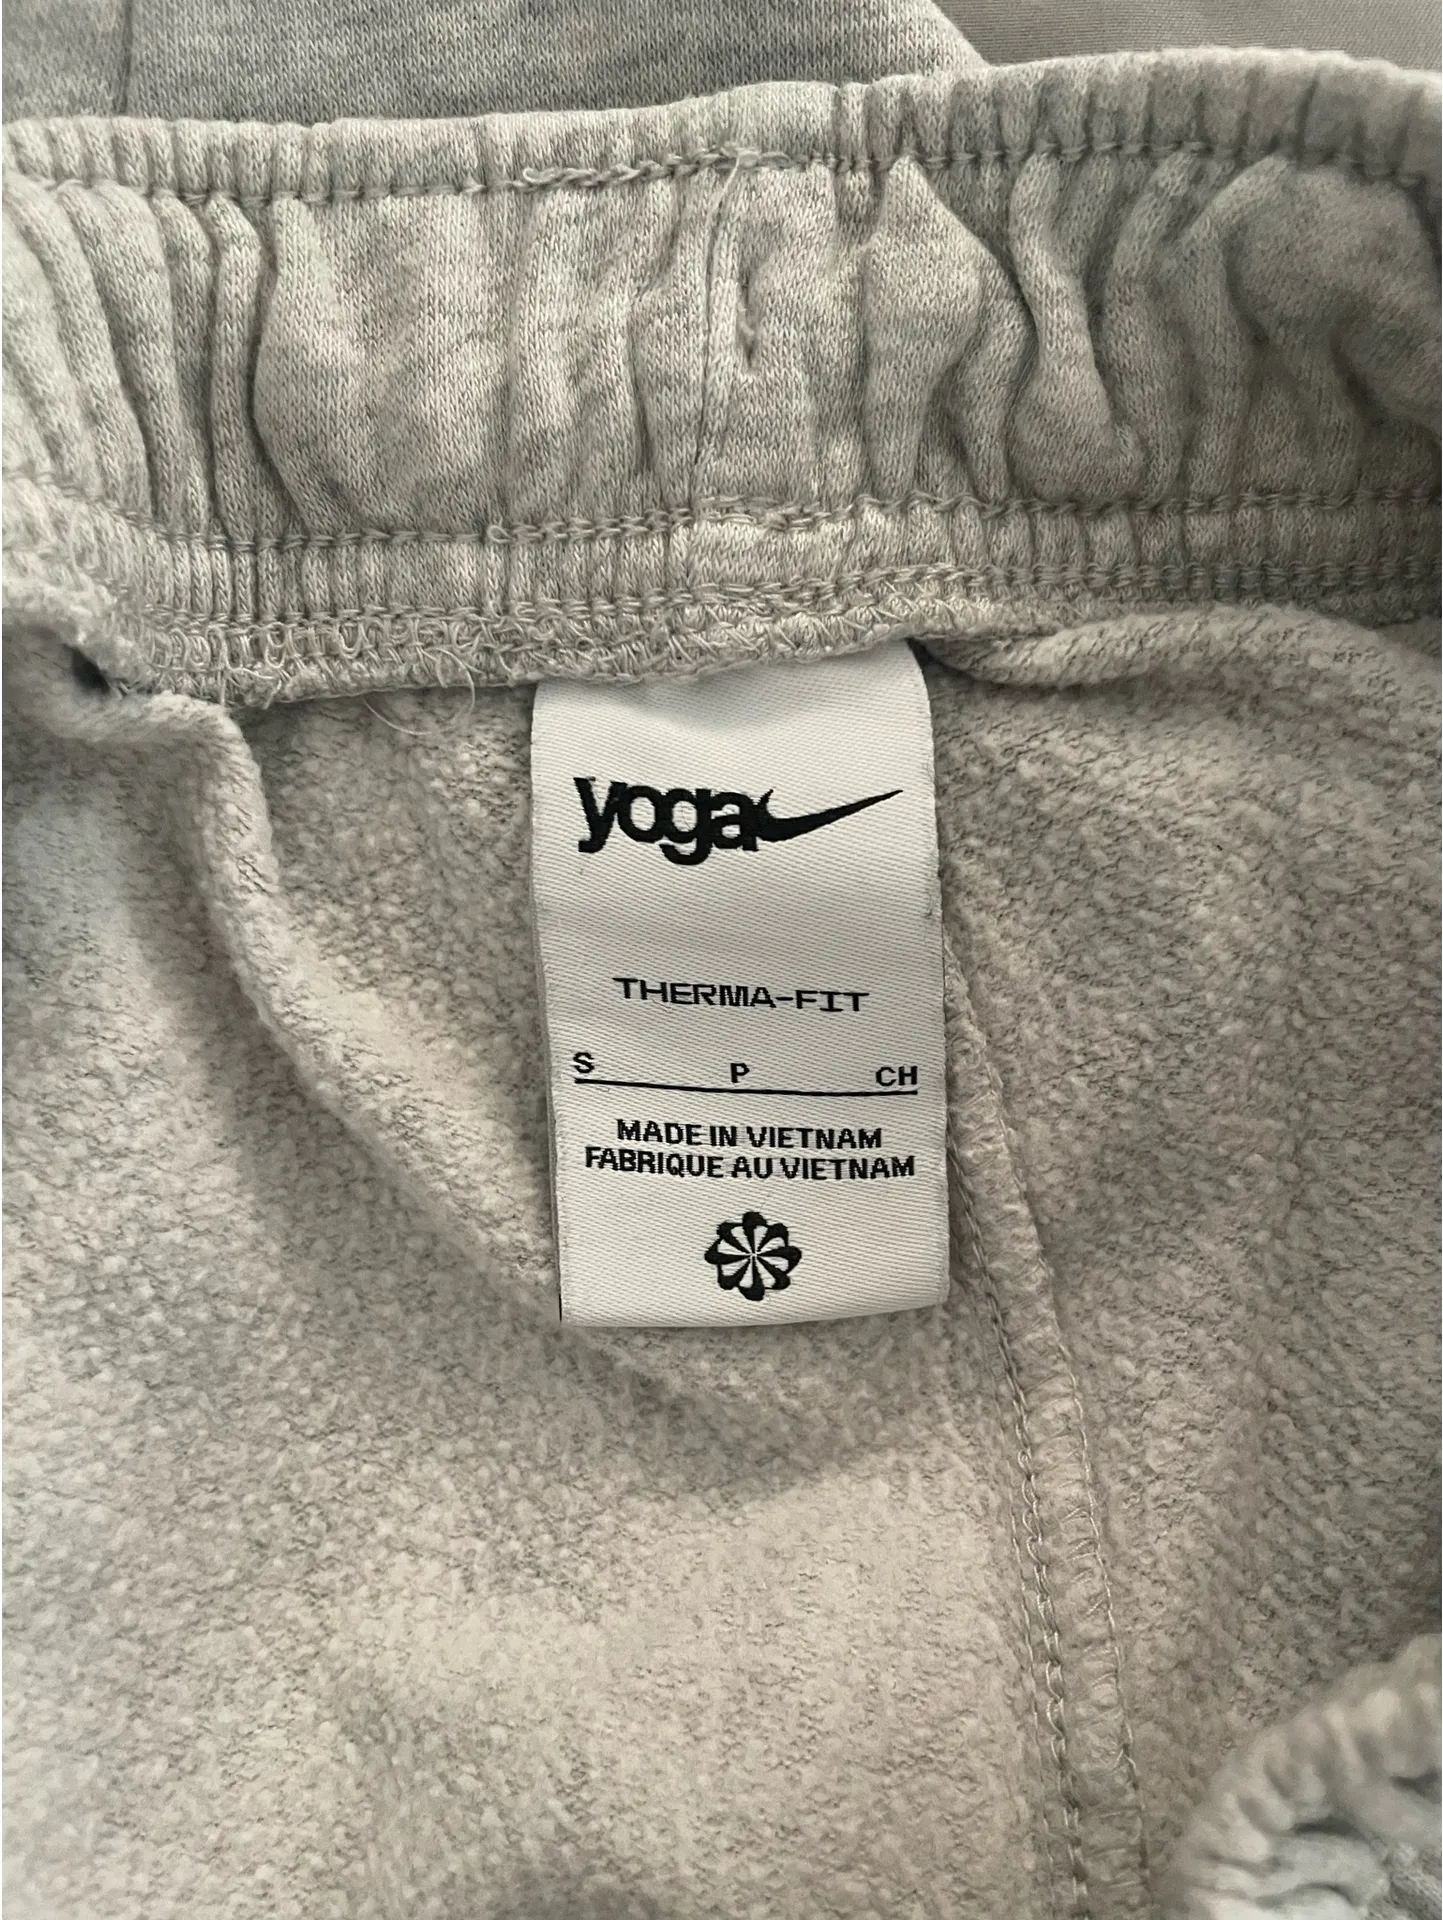 yoga
THERMA-FIT
S P CH
MADE IN VIETNAM
FABRIQUE AU VIETNAM